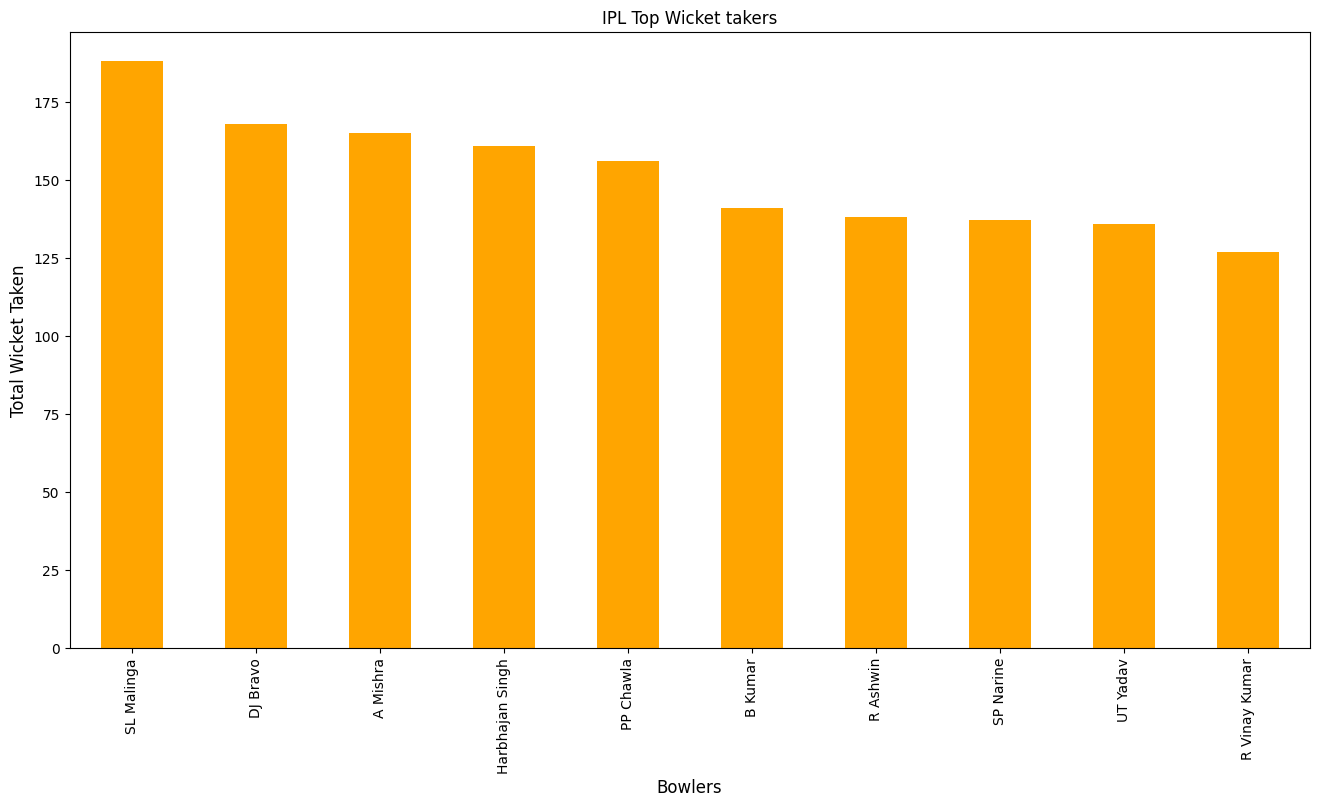 IPL Top Wicket takers
Total Wicket Taken
175
150
125
100
75
50
25
0
SL Malinga
DJ Bravo
A Mishra
Harbhajan Singh
PP Chawla
B Kumar
R Ashwin
SP Narine
UT Yadav
R Vinay Kumar
Bowlers